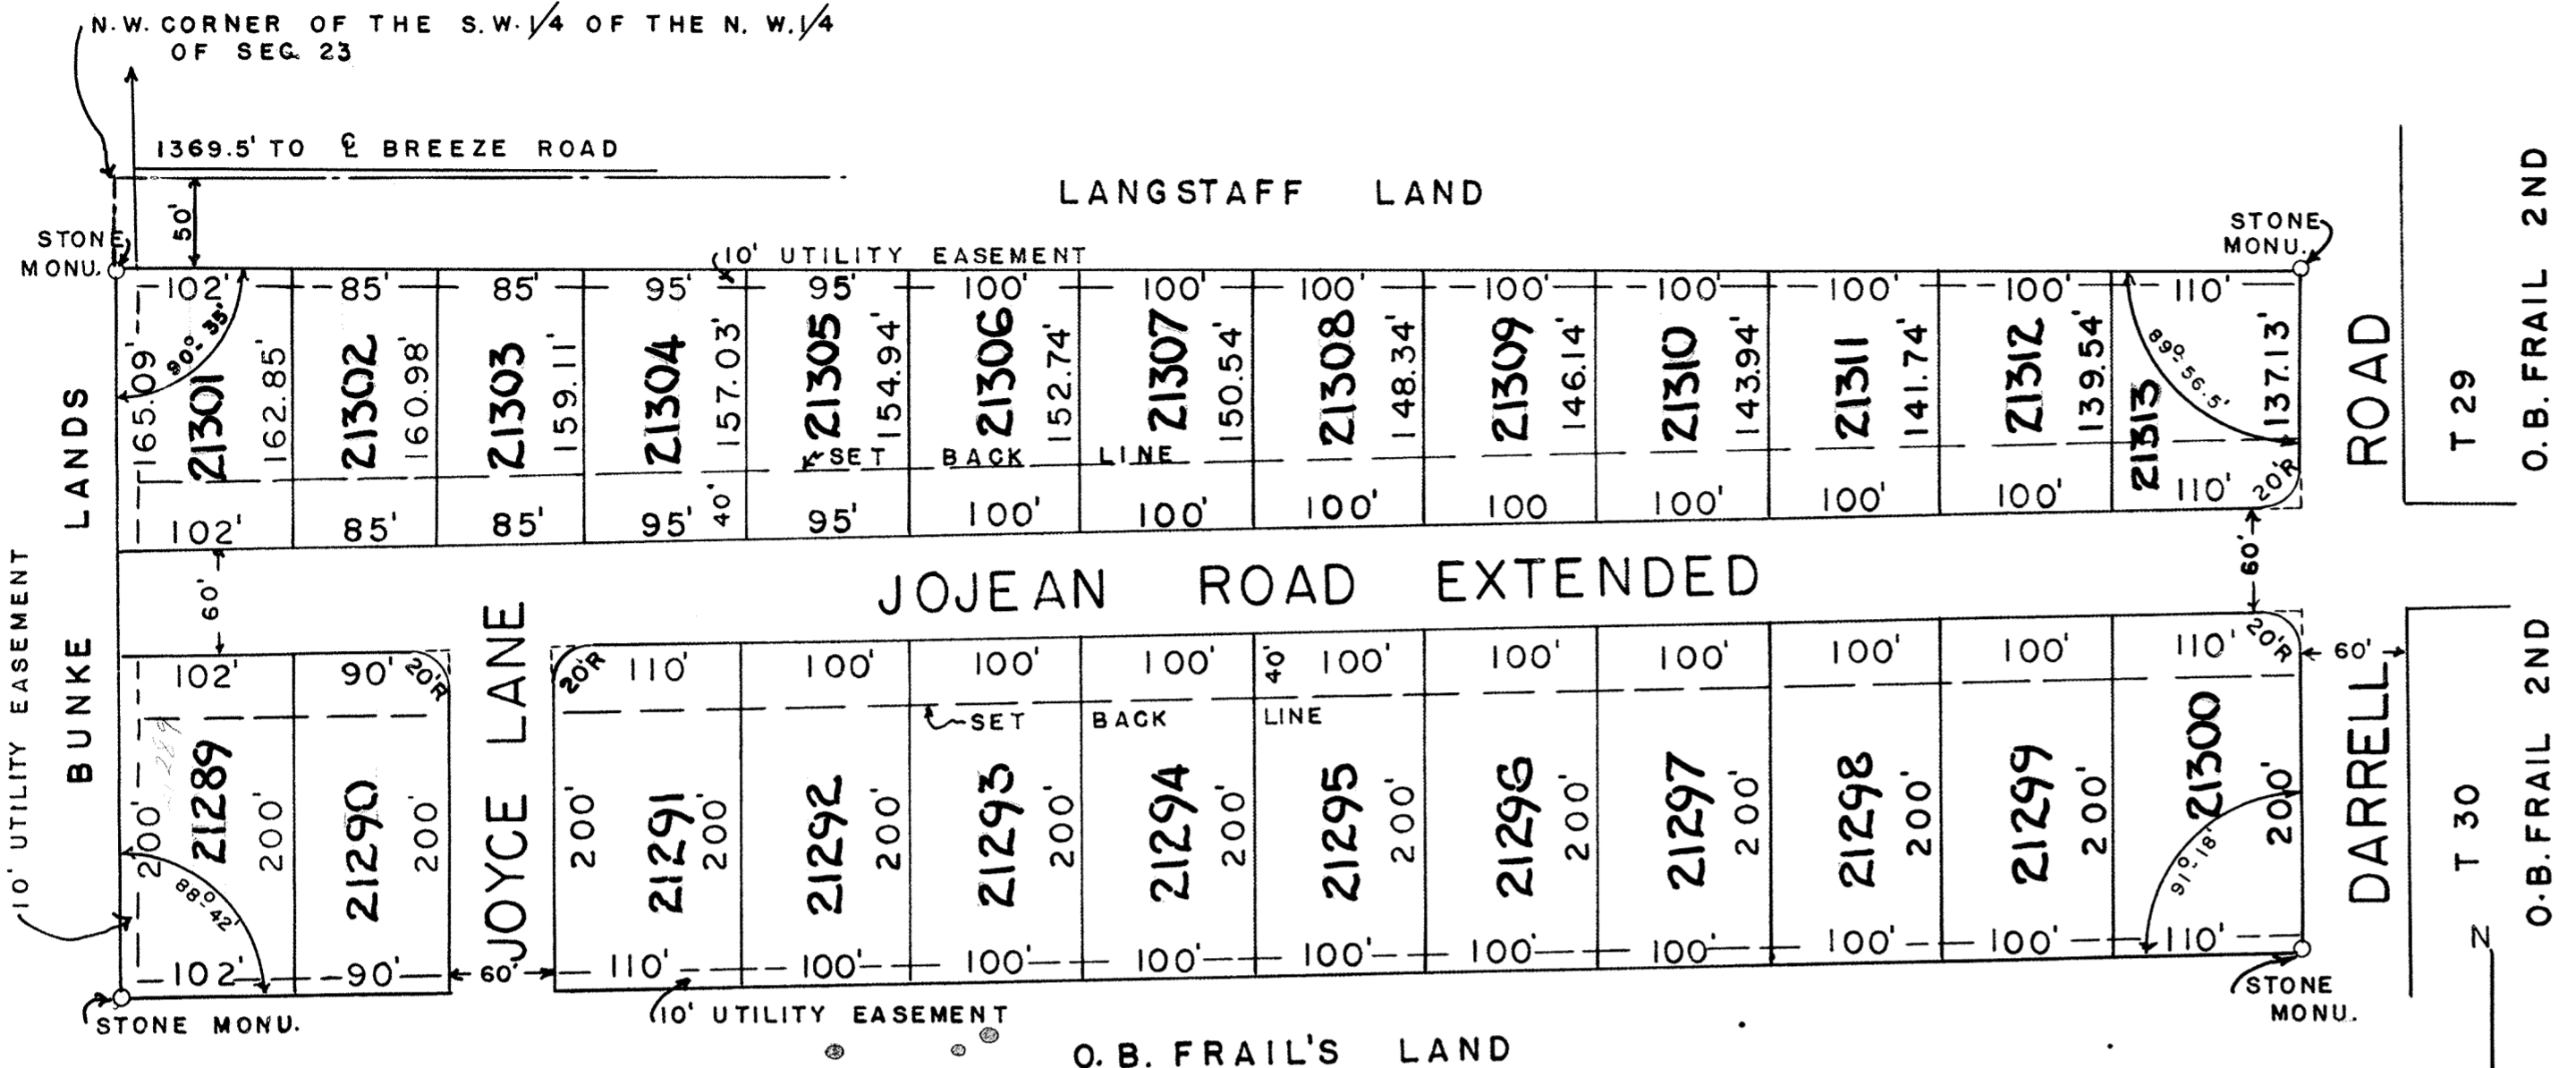 N.W. CORNER OF THE S.W. 1/4 OF THE N.W. 1/4
OF SEC. 23
1369.5' TO ℄ BREEZE ROAD
50'
LANGSTAFF LAND
STONE
MONU.
STONE
MONU.
10' UTILITY EASEMENT
102' 85' 85' 95' 95' 100' 100' 100' 100' 100' 100' 100' 110'
90°-35'
89°-56.5'
165.09' 162.85' 160.98' 159.11' 157.03' 154.94' 152.74' 150.54' 148.34' 146.14' 143.94' 141.74' 139.54' 137.13'
21301 21302 21303 21304 21305 21306 21307 21308 21309 21310 21311 21312 21313
SET BACK LINE
40'
20'R
102' 85' 85' 95' 95' 100' 100' 100' 100 100' 100' 100' 110'
60'
JOJEAN ROAD EXTENDED
60'
BUNKE LANDS
10' UTILITY EASEMENT
JOYCE LANE
DARRELL ROAD
T 29
O.B. FRAIL 2ND
T 30
O.B. FRAIL 2ND
102' 90' 20'R 20'R 110' 100' 100' 100' 40' 100' 100' 100' 100' 100' 110' 20'R
60'
SET BACK LINE
21289
21289 21290 21291 21292 21293 21294 21295 21296 21297 21298 21299 21300
200' 200' 200' 200' 200' 200' 200' 200' 200' 200' 200' 200' 200' 200'
88°-42'
91°-18'
102' 90' 60' 110' 100' 100' 100' 100' 100' 100' 100' 100' 110'
STONE MONU.
10' UTILITY EASEMENT
STONE
MONU.
N
O.B. FRAIL'S LAND